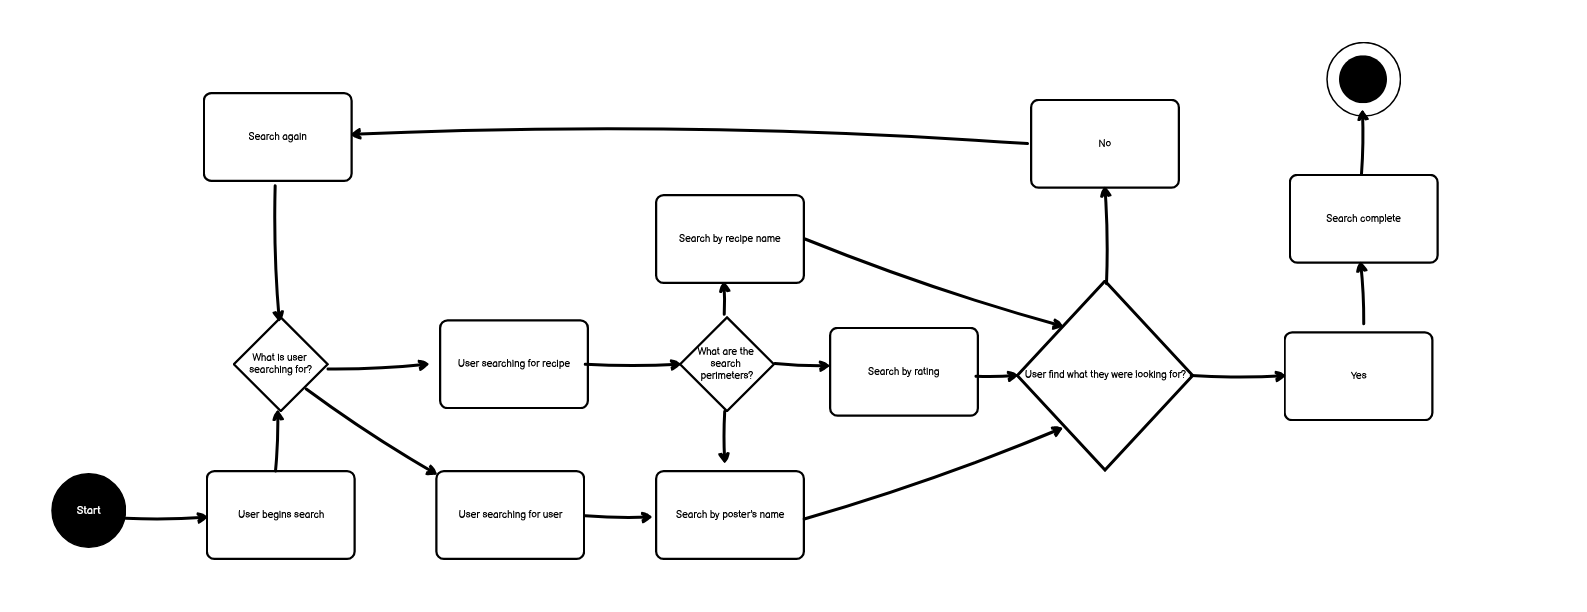 Search again
No
Search complete
Search by recipe name
What is user
searching for?
User searching for recipe
What are the
search
perimeters?
Search by rating
User find what they were looking for?
Yes
Start
User begins search
User searching for user
Search by poster's name